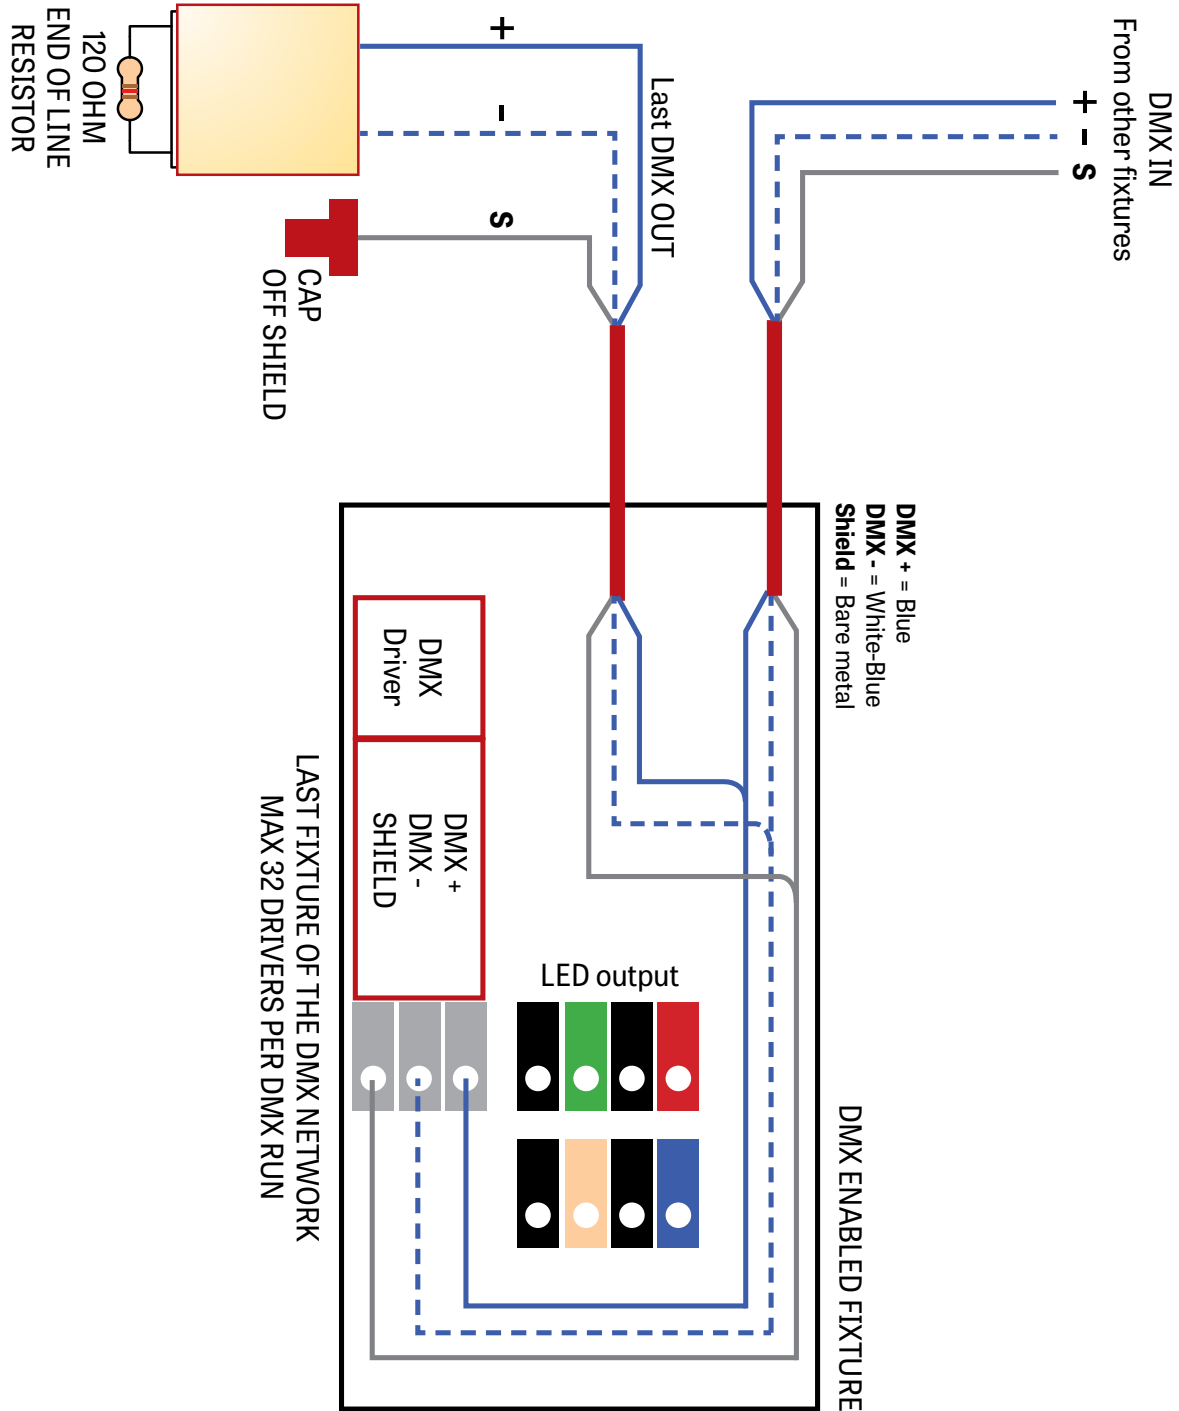 DMX IN
From other fixtures
+
-
S
Last DMX OUT
+
-
S
120 OHM
END OF LINE
RESISTOR
CAP
OFF SHIELD
DMX + = Blue
DMX - = White-Blue
Shield = Bare metal
DMX ENABLED FIXTURE
DMX
Driver
DMX +
DMX -
SHIELD
LED output
LAST FIXTURE OF THE DMX NETWORK
MAX 32 DRIVERS PER DMX RUN